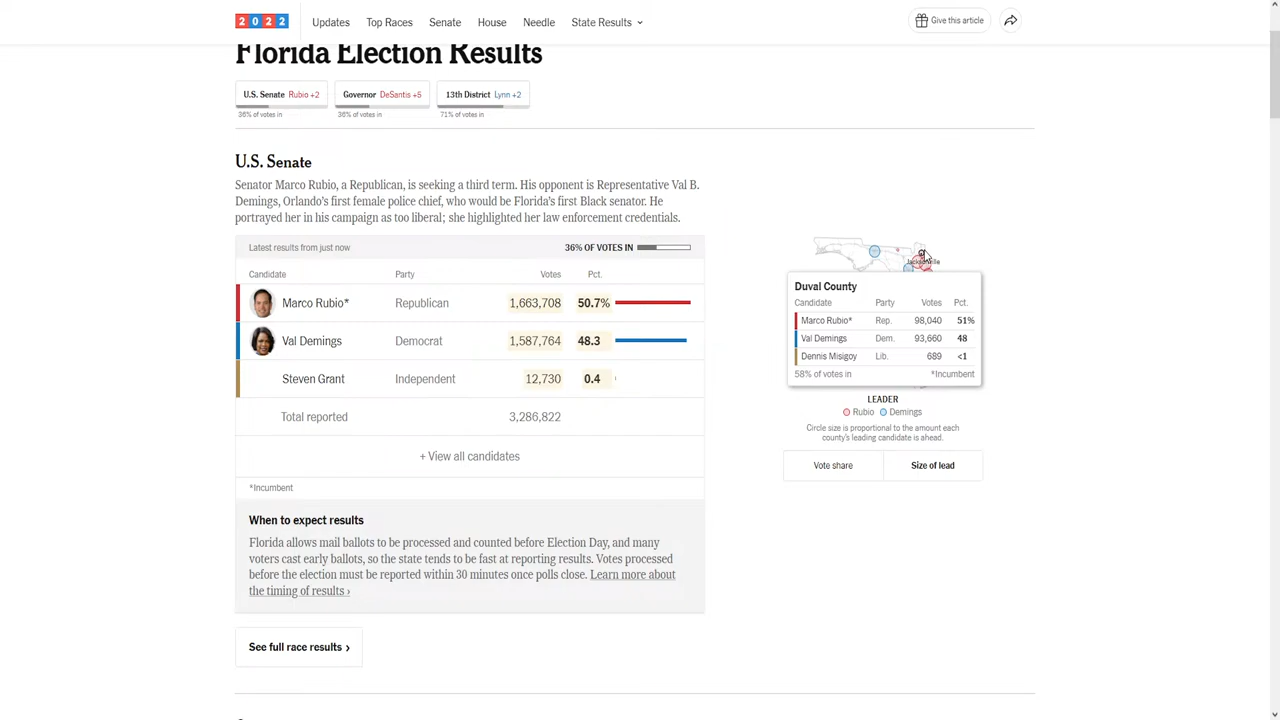 2022
Updates
Top Races
Senate
House
Needle
State Results
Give this article
Florida Election Results
U.S. Senate Rubio +2
36% of votes in
Governor DeSantis +5
36% of votes in
13th District Lynn +2
71% of votes in
U.S. Senate
Senator Marco Rubio, a Republican, is seeking a third term. His opponent is Representative Val B.
Demings, Orlando's first female police chief, who would be Florida's first Black senator. He
portrayed her in his campaign as too liberal; she highlighted her law enforcement credentials.
Latest results from just now 36% OF VOTES IN
Candidate Party Votes Pct.
Marco Rubio* Republican 1,663,708 50.7%
Val Demings Democrat 1,587,764 48.3
Steven Grant Independent 12,730 0.4
Total reported 3,286,822
+ View all candidates
*Incumbent
When to expect results
Florida allows mail ballots to be processed and counted before Election Day, and many
voters cast early ballots, so the state tends to be fast at reporting results. Votes processed
before the election must be reported within 30 minutes once polls close. Learn more about
the timing of results ›
See full race results ›
Jacksonville
Duval County
Candidate Party Votes Pct.
Marco Rubio* Rep. 98,040 51%
Val Demings Dem. 93,660 48
Dennis Misigoy Lib. 689 <1
58% of votes in *Incumbent
LEADER
Rubio Demings
Circle size is proportional to the amount each
county's leading candidate is ahead.
Vote share
Size of lead